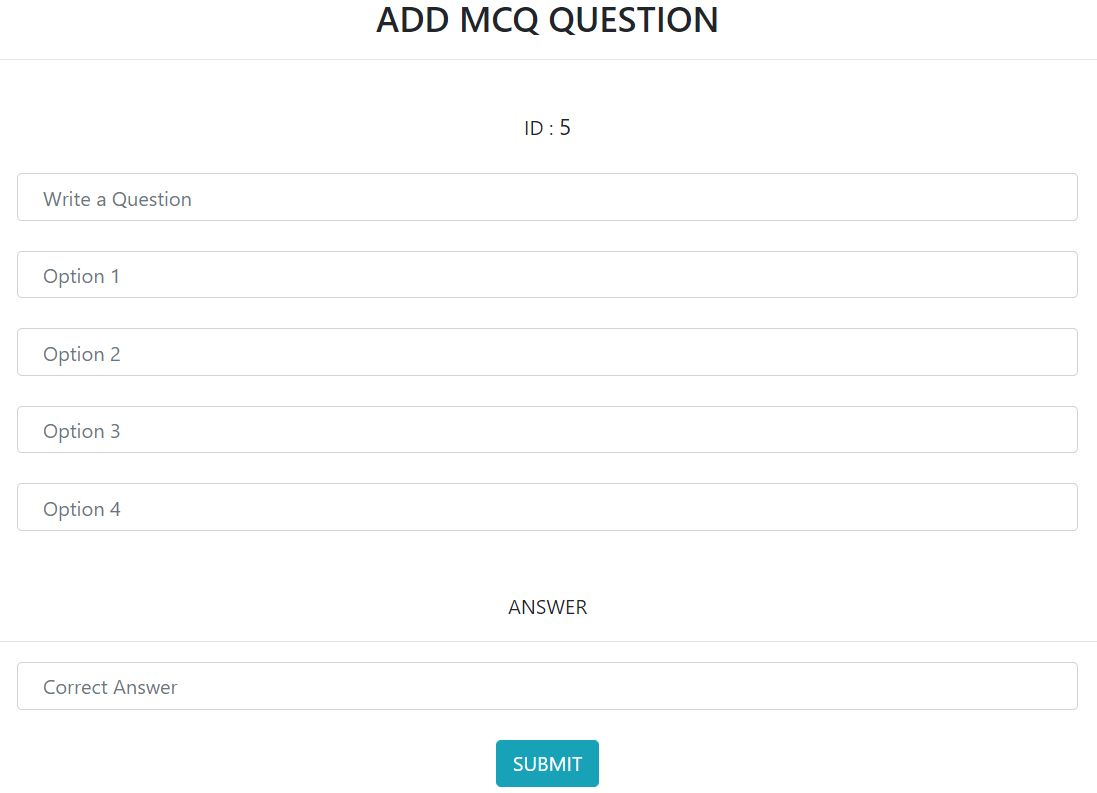 ADD MCQ QUESTION
ID : 5
Write a Question
Option 1
Option 2
Option 3
Option 4
ANSWER
Correct Answer
SUBMIT